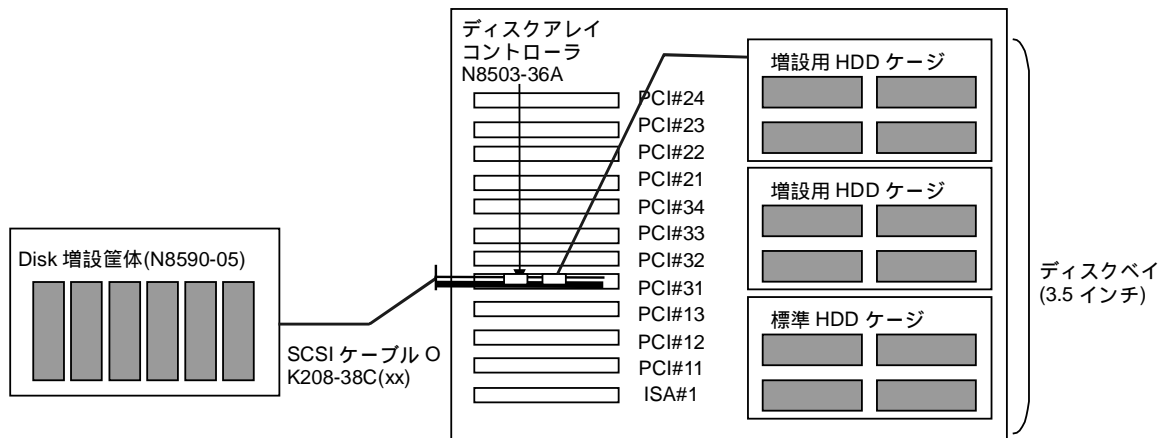 ディスクアレイ
コントローラ
N8503-36A
PCI#24
PCI#23
PCI#22
PCI#21
PCI#34
PCI#33
PCI#32
PCI#31
PCI#13
PCI#12
PCI#11
ISA#1
増設用 HDD ケージ
増設用 HDD ケージ
標準 HDD ケージ
ディスクベイ
(3.5 インチ)
Disk 増設筐体(N8590-05)
SCSI ケーブル O
K208-38C(xx)